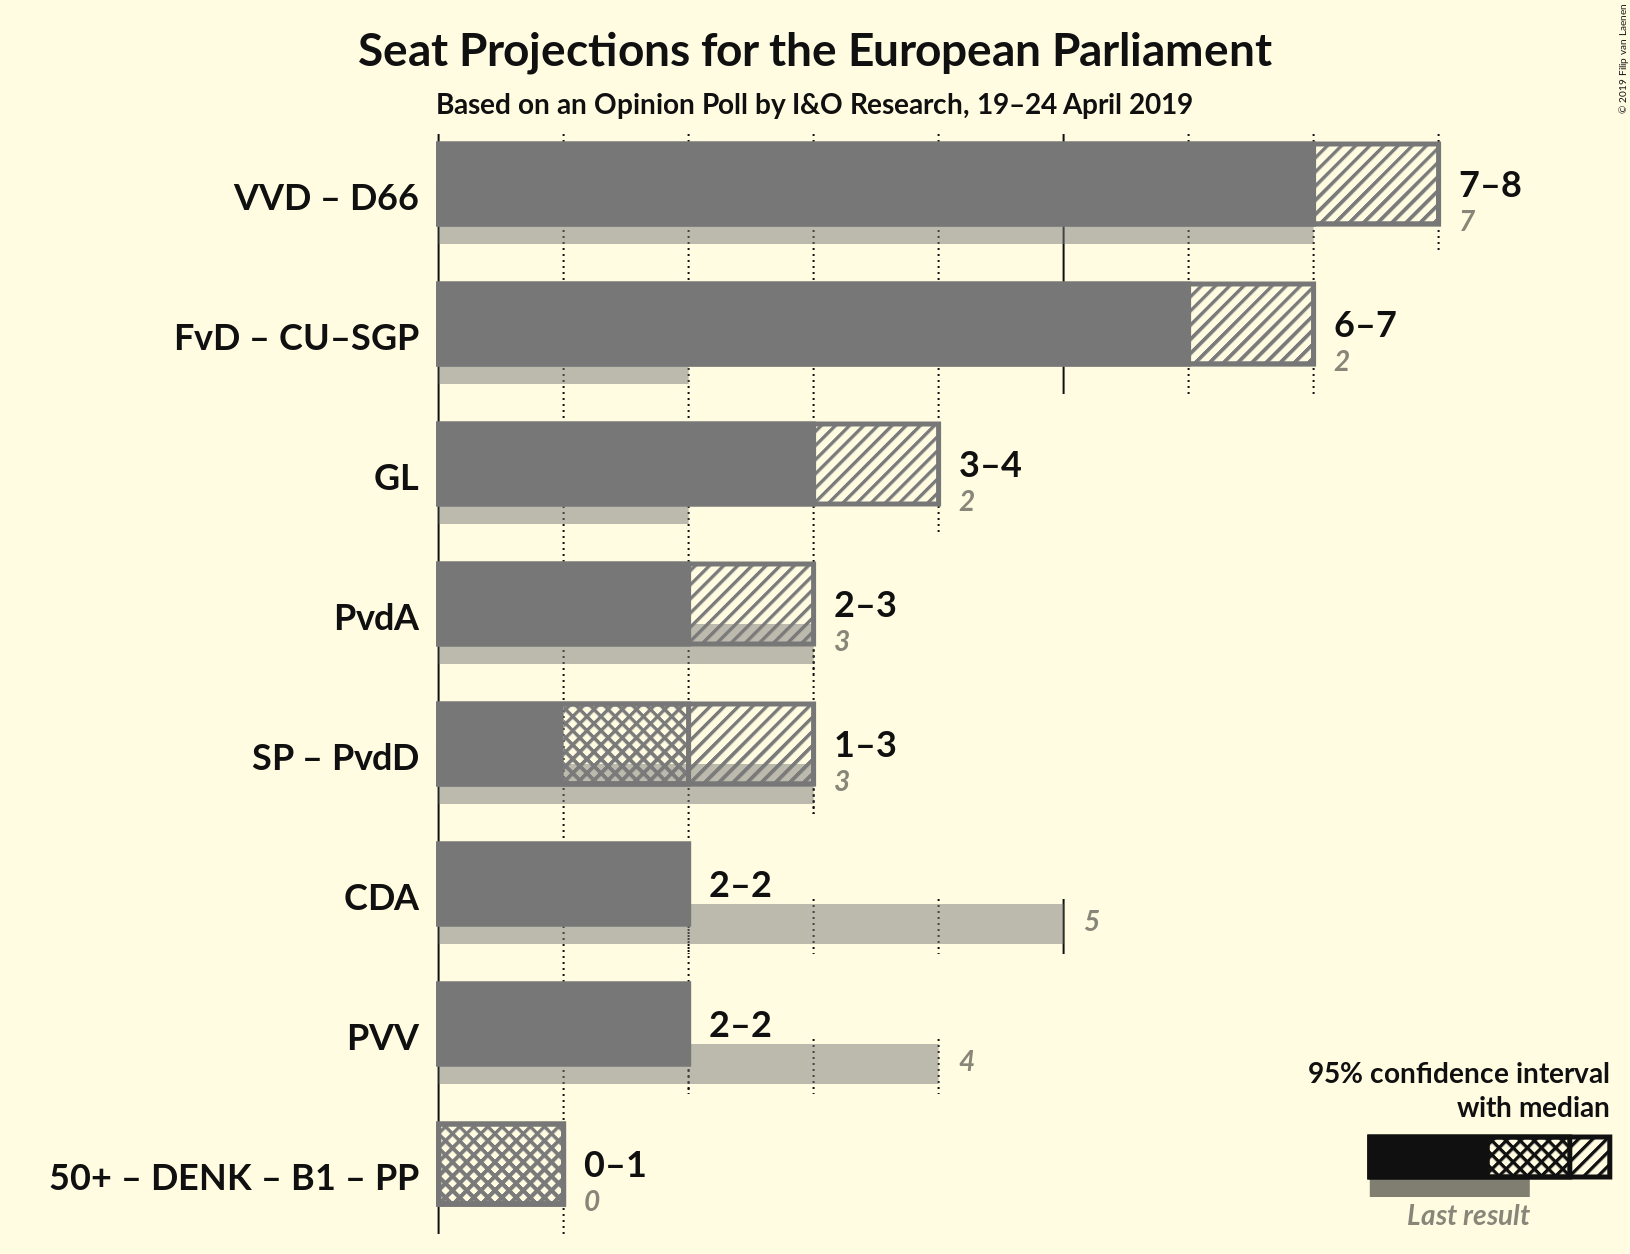 Seat Projections for the European Parliament
Based on an Opinion Poll by I&O Research, 19–24 April 2019
© 2019 Filip van Laenen
VVD – D66
7–8
7
FvD – CU–SGP
6–7
2
GL
3–4
2
PvdA
2–3
3
SP – PvdD
1–3
3
CDA
2–2
5
PVV
2–2
4
50+ – DENK – B1 – PP
0–1
0
95% confidence interval
with median
Last result